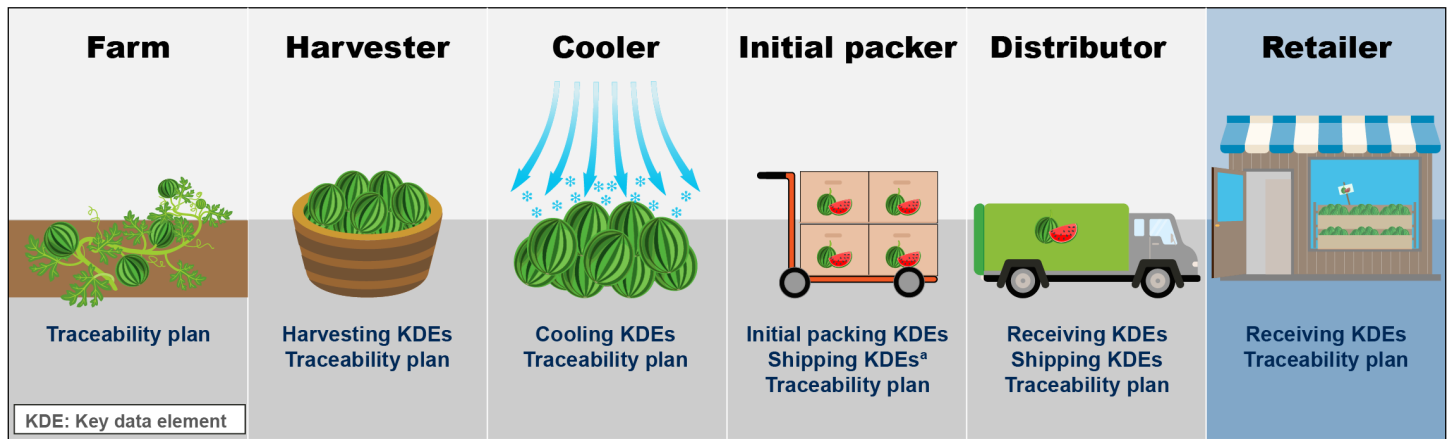 Farm
Traceability plan
Harvester
Harvesting KDEs
Traceability plan
Cooler
Cooling KDEs
Traceability plan
Initial packer
Initial packing KDEs
Shipping KDEsᵃ
Traceability plan
Distributor
Receiving KDEs
Shipping KDEs
Traceability plan
Retailer
Receiving KDEs
Traceability plan
KDE: Key data element